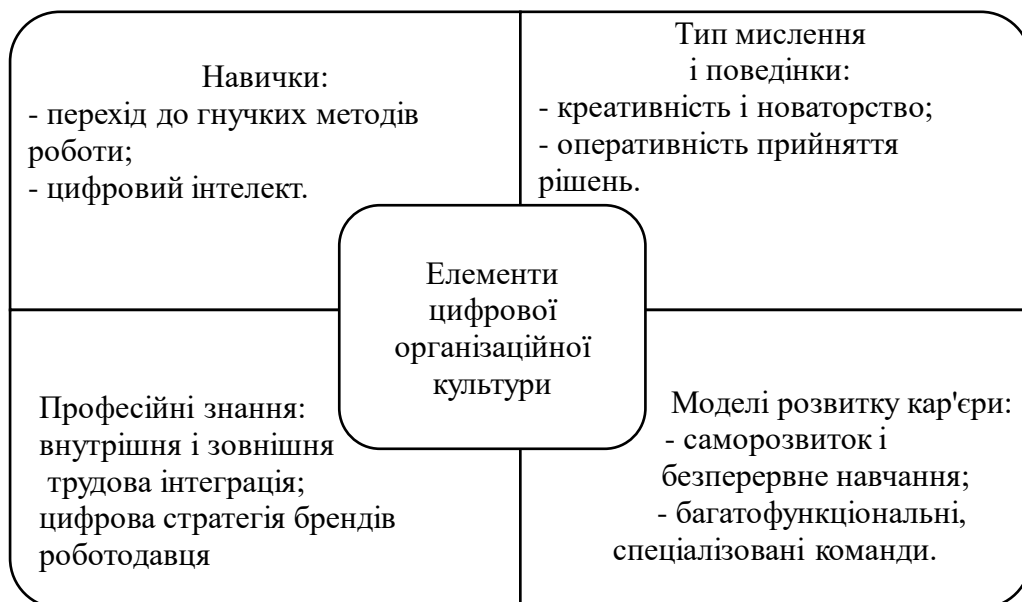 Навички:
- перехід до гнучких методів
роботи;
- цифровий інтелект.
Тип мислення
і поведінки:
- креативність і новаторство;
- оперативність прийняття
рішень.
Елементи
цифрової
організаційної
культури
Професійні знання:
внутрішня і зовнішня
трудова інтеграція;
цифрова стратегія брендів
роботодавця
Моделі розвитку кар'єри:
- саморозвиток і
безперервне навчання;
- багатофункціональні,
спеціалізовані команди.